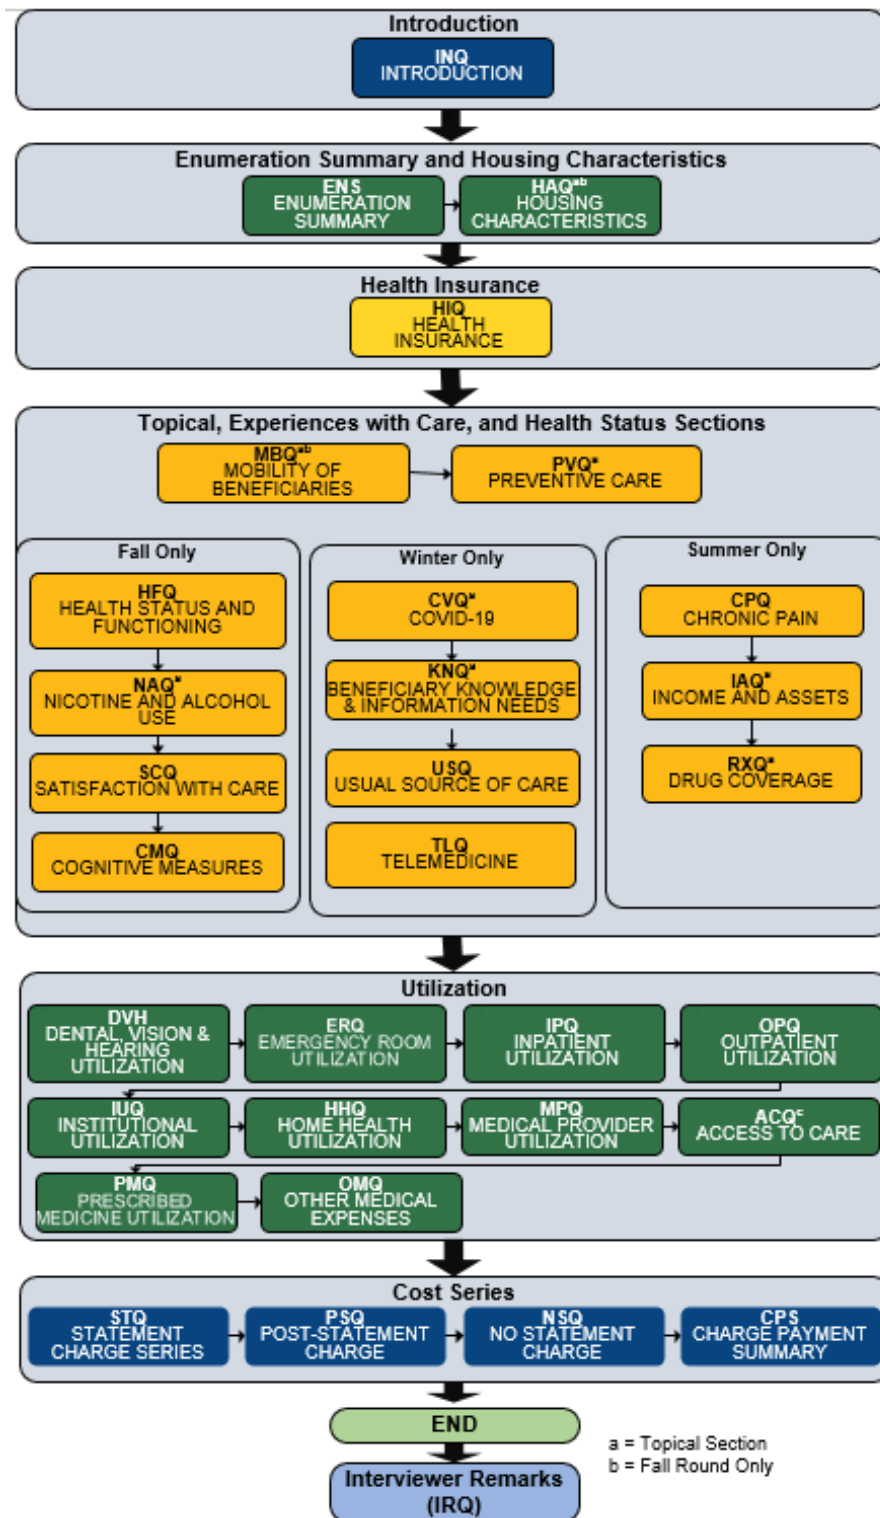 Introduction
INQ
INTRODUCTION
Enumeration Summary and Housing Characteristics
ENS
ENUMERATION
SUMMARY
HAQᵃᵇ
HOUSING
CHARACTERISTICS
Health Insurance
HIQ
HEALTH
INSURANCE
Topical, Experiences with Care, and Health Status Sections
MBQᵃᵇ
MOBILITY OF
BENEFICIARIES
PVQᵃ
PREVENTIVE CARE
Fall Only
HFQ
HEALTH STATUS AND
FUNCTIONING
NAQᵃ
NICOTINE AND ALCOHOL
USE
SCQ
SATISFACTION WITH CARE
CMQ
COGNITIVE MEASURES
Winter Only
CVQᵃ
COVID-19
KNQᵃ
BENEFICIARY KNOWLEDGE
& INFORMATION NEEDS
USQ
USUAL SOURCE OF CARE
TLQ
TELEMEDICINE
Summer Only
CPQ
CHRONIC PAIN
IAQᵃ
INCOME AND ASSETS
RXQᵃ
DRUG COVERAGE
Utilization
DVH
DENTAL, VISION &
HEARING
UTILIZATION
ERQ
EMERGENCY ROOM
UTILIZATION
IPQ
INPATIENT
UTILIZATION
OPQ
OUTPATIENT
UTILIZATION
IUQ
INSTITUTIONAL
UTILIZATION
HHQ
HOME HEALTH
UTILIZATION
MPQ
MEDICAL PROVIDER
UTILIZATION
ACQᶜ
ACCESS TO CARE
PMQ
PRESCRIBED
MEDICINE UTILIZATION
OMQ
OTHER MEDICAL
EXPENSES
Cost Series
STQ
STATEMENT
CHARGE SERIES
PSQ
POST-STATEMENT
CHARGE
NSQ
NO STATEMENT
CHARGE
CPS
CHARGE PAYMENT
SUMMARY
END
a = Topical Section
b = Fall Round Only
Interviewer Remarks
(IRQ)